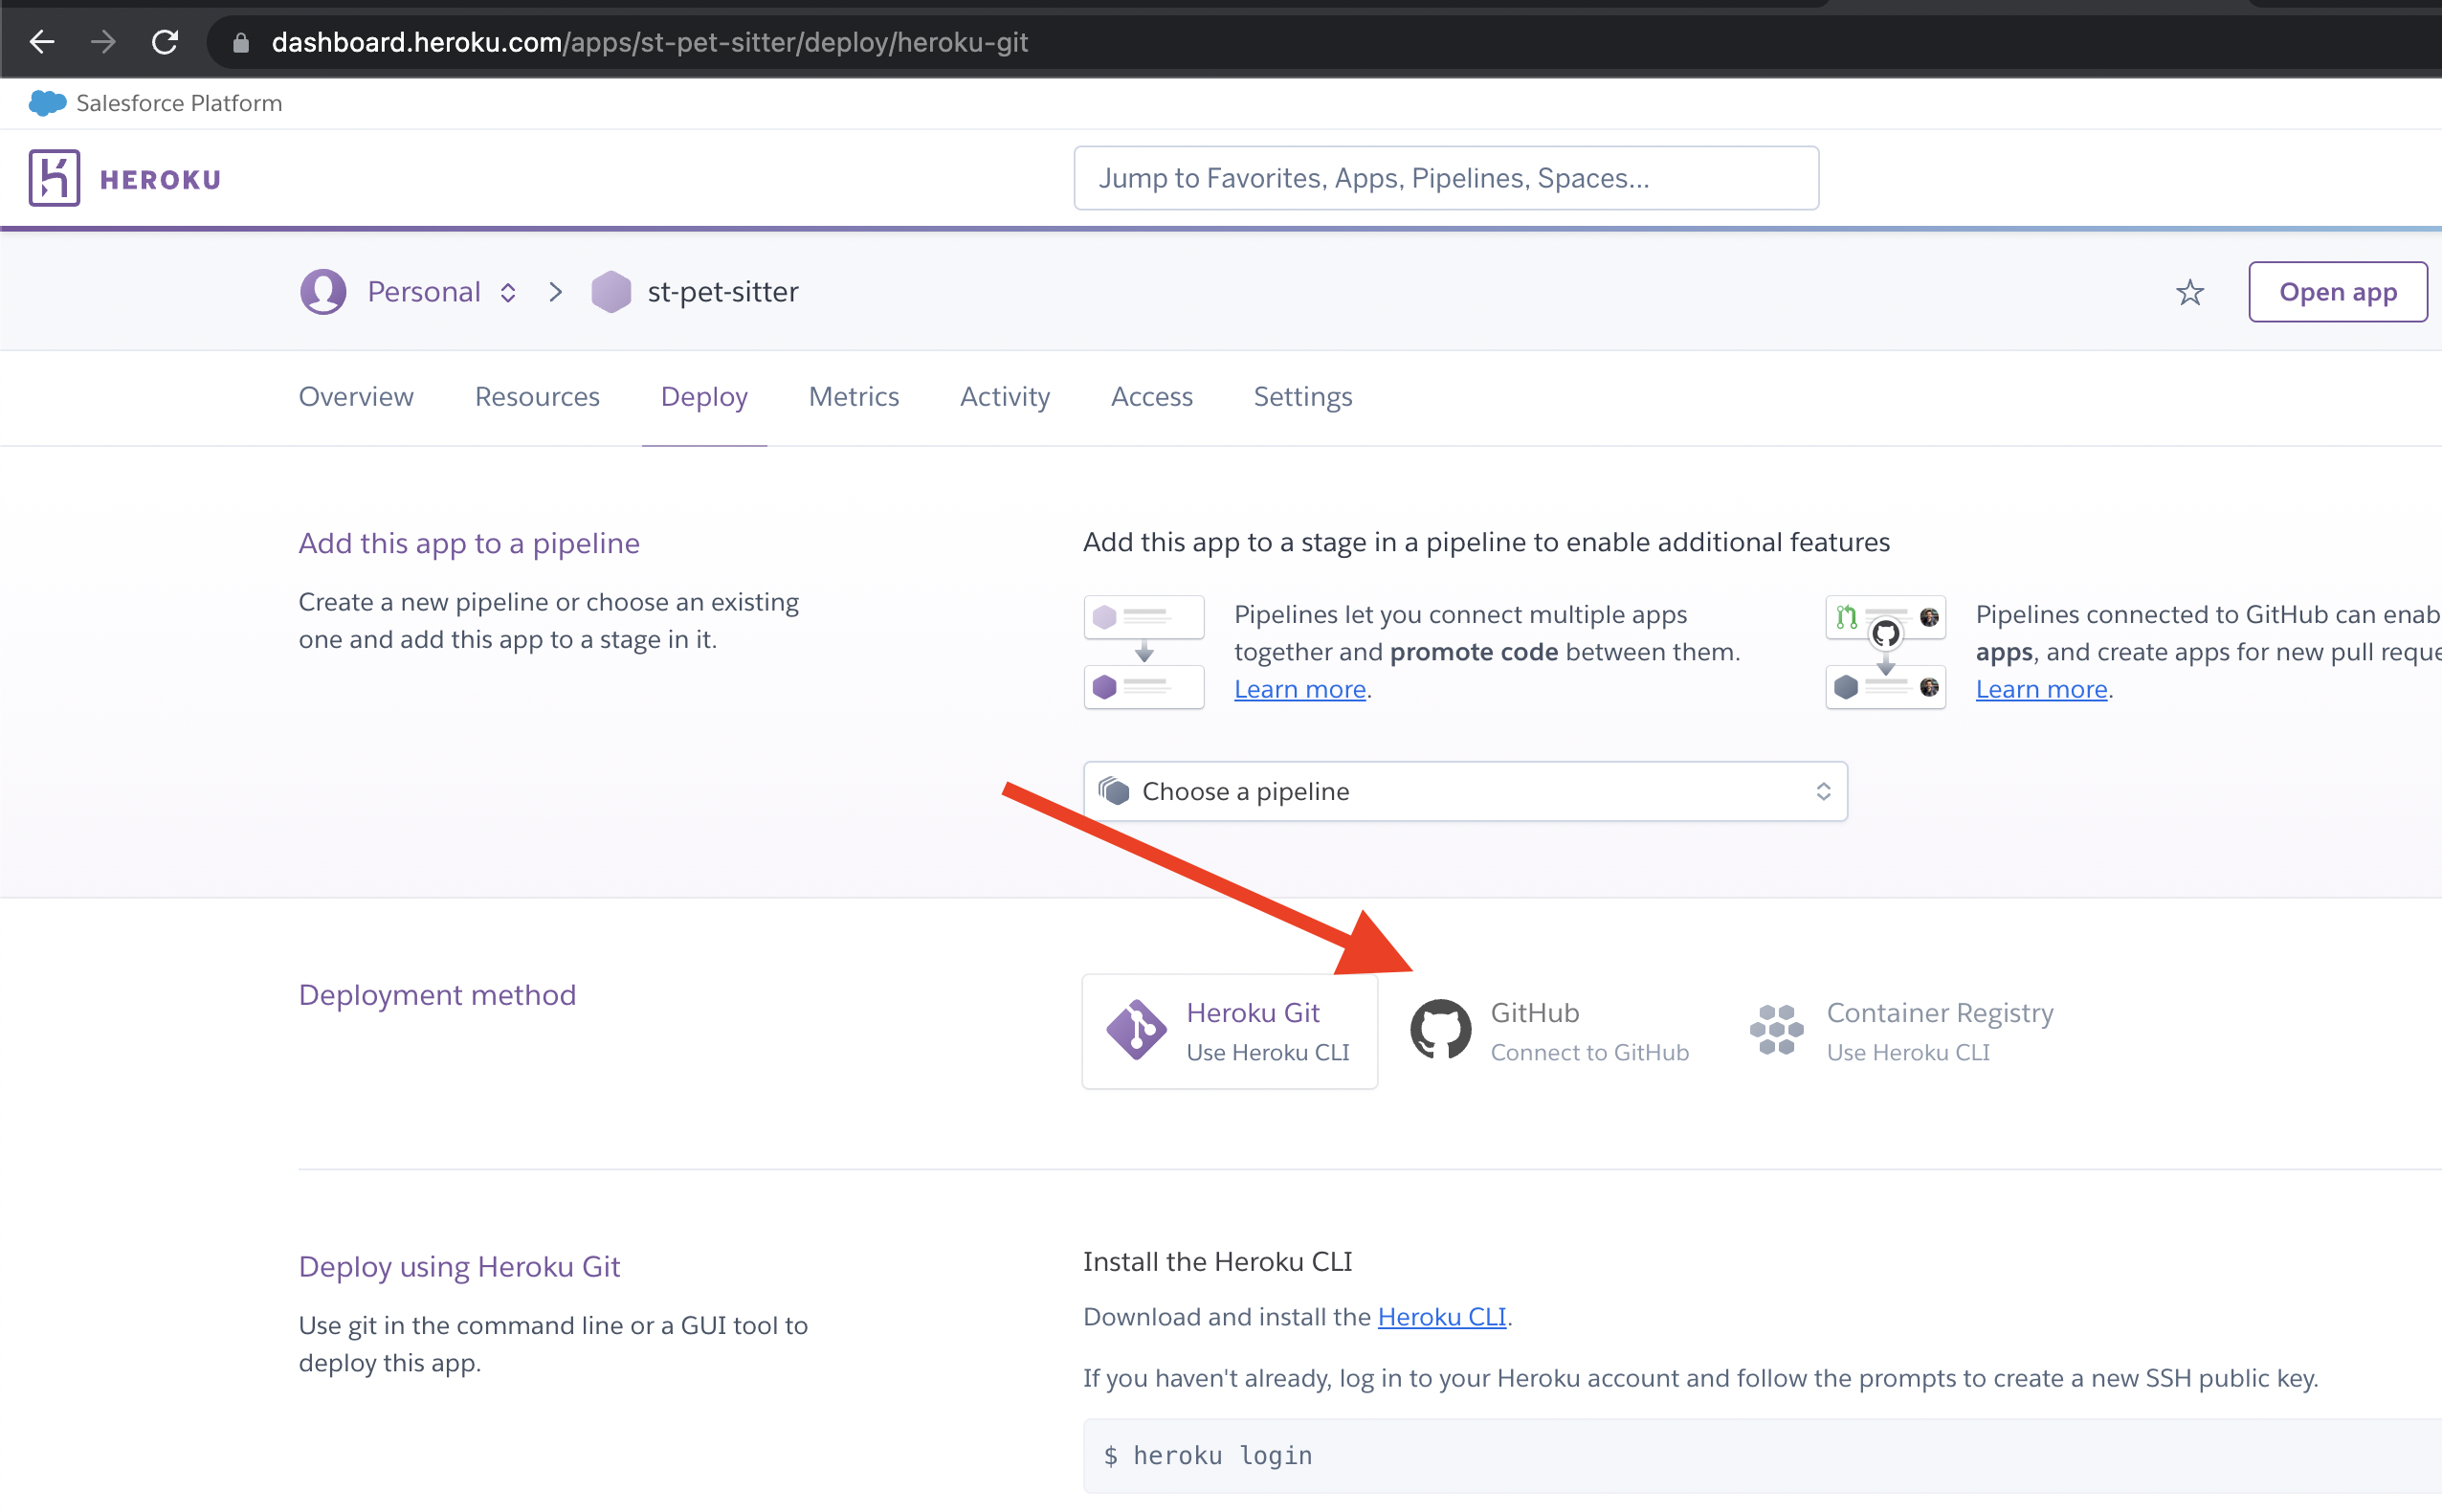 dashboard.heroku.com/apps/st-pet-sitter/deploy/heroku-git
Salesforce Platform
HEROKU
Jump to Favorites, Apps, Pipelines, Spaces...
Personal
st-pet-sitter
Open app
Overview
Resources
Deploy
Metrics
Activity
Access
Settings
Add this app to a pipeline
Create a new pipeline or choose an existing
one and add this app to a stage in it.
Add this app to a stage in a pipeline to enable additional features
Pipelines let you connect multiple apps
together and promote code between them.
Learn more.
Pipelines connected to GitHub can enab
apps, and create apps for new pull reque
Learn more.
Choose a pipeline
Deployment method
Heroku Git
Use Heroku CLI
GitHub
Connect to GitHub
Container Registry
Use Heroku CLI
Deploy using Heroku Git
Use git in the command line or a GUI tool to
deploy this app.
Install the Heroku CLI
Download and install the Heroku CLI.
If you haven't already, log in to your Heroku account and follow the prompts to create a new SSH public key.
$ heroku login